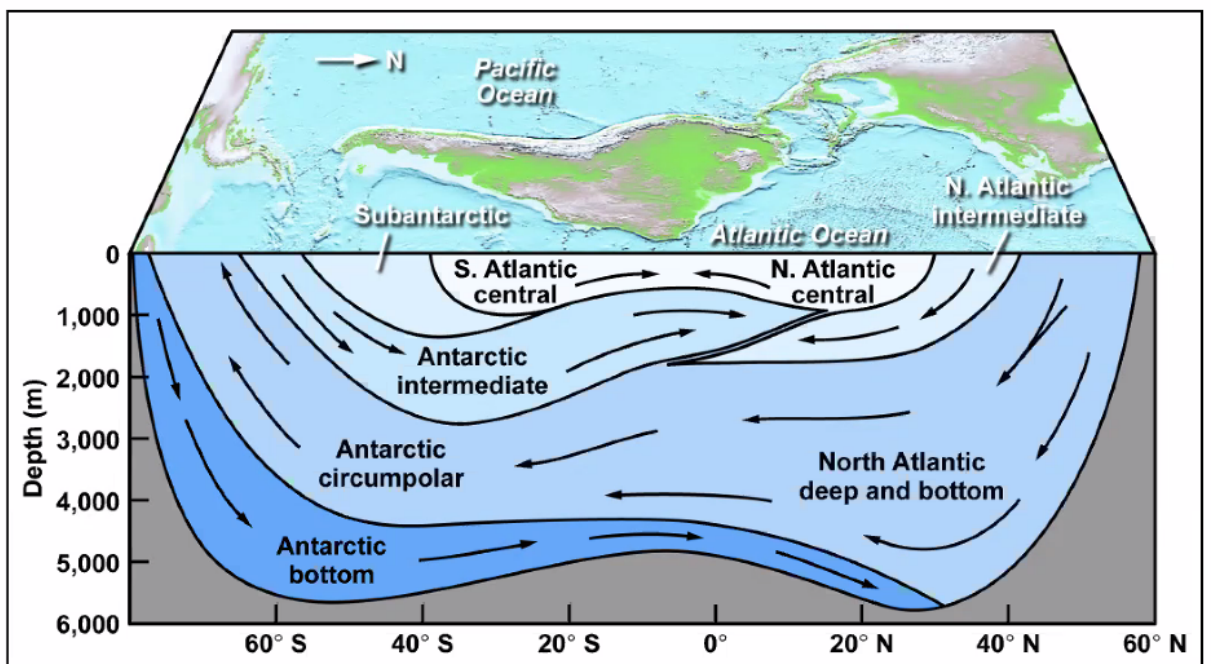 N
Pacific
Ocean
N. Atlantic
intermediate
Subantarctic
Atlantic Ocean
S. Atlantic
central
N. Atlantic
central
Antarctic
intermediate
Antarctic
circumpolar
North Atlantic
deep and bottom
Antarctic
bottom
Depth (m)
0
1,000
2,000
3,000
4,000
5,000
6,000
60° S
40° S
20° S
0°
20° N
40° N
60° N